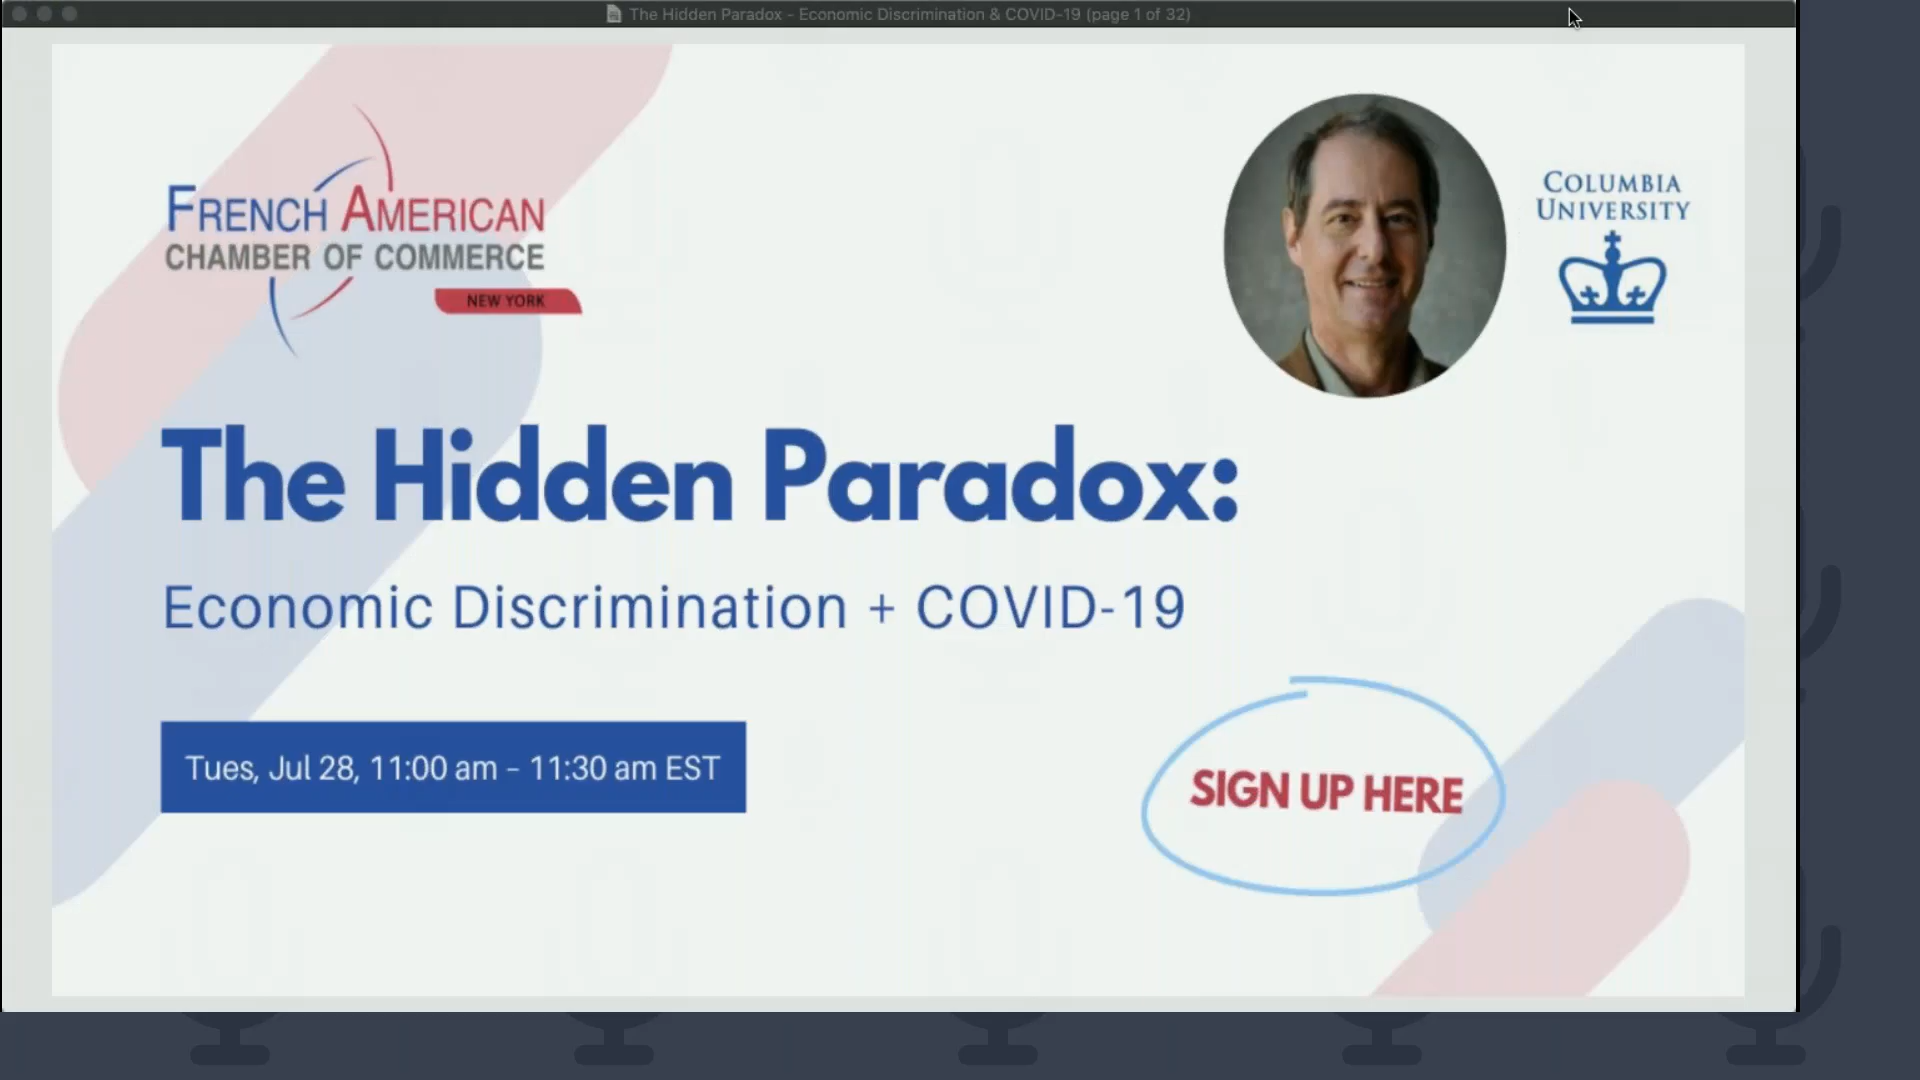 The Hidden Paradox - Economic Discrimination & COVID-19 (page 1 of 32)
FRENCH AMERICAN
CHAMBER OF COMMERCE
NEW YORK
COLUMBIA
UNIVERSITY
The Hidden Paradox:
Economic Discrimination + COVID-19
Tues, Jul 28, 11:00 am – 11:30 am EST
SIGN UP HERE